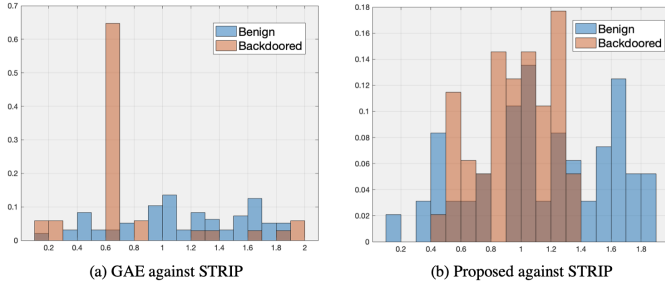 0.7
0.6
0.5
0.4
0.3
0.2
0.1
0
0.2 0.4 0.6 0.8 1 1.2 1.4 1.6 1.8 2
Benign
Backdoored
(a) GAE against STRIP
0.18
0.16
0.14
0.12
0.1
0.08
0.06
0.04
0.02
0
0.2 0.4 0.6 0.8 1 1.2 1.4 1.6 1.8
Benign
Backdoored
(b) Proposed against STRIP